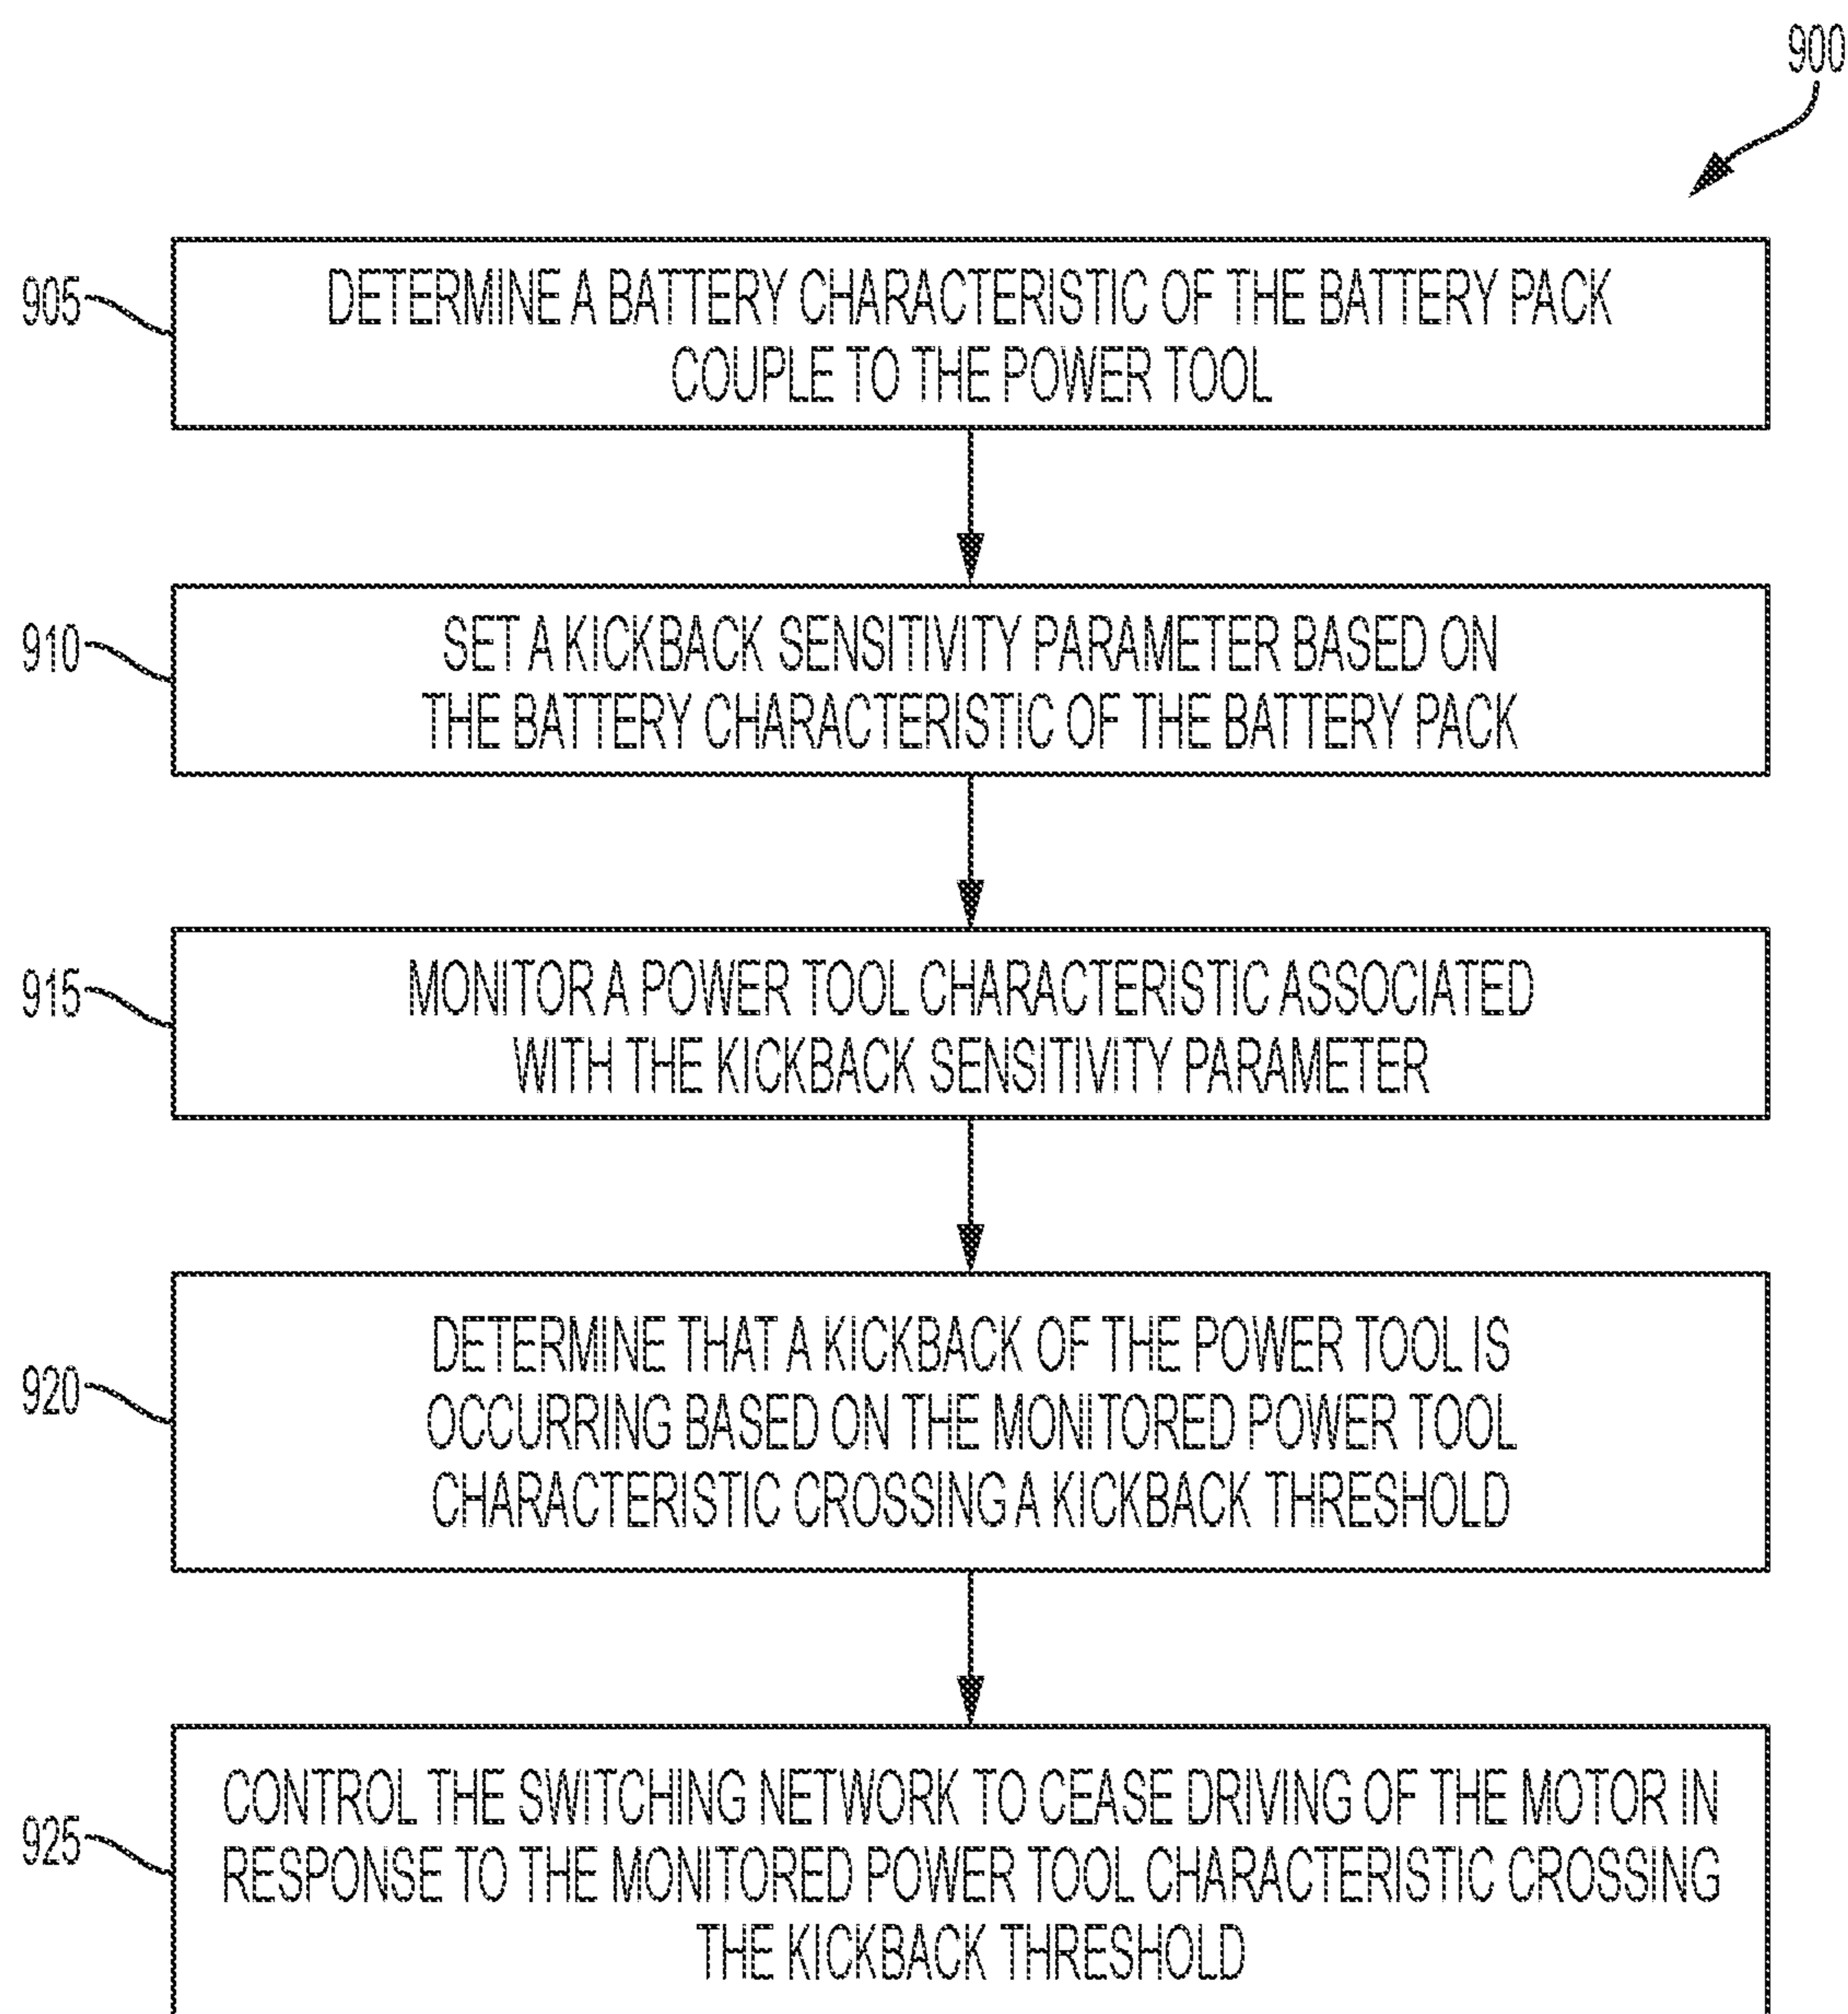 900
905
DETERMINE A BATTERY CHARACTERISTIC OF THE BATTERY PACK
COUPLE TO THE POWER TOOL
910
SET A KICKBACK SENSITIVITY PARAMETER BASED ON
THE BATTERY CHARACTERISTIC OF THE BATTERY PACK
915
MONITOR A POWER TOOL CHARACTERISTIC ASSOCIATED
WITH THE KICKBACK SENSITIVITY PARAMETER
920
DETERMINE THAT A KICKBACK OF THE POWER TOOL IS
OCCURRING BASED ON THE MONITORED POWER TOOL
CHARACTERISTIC CROSSING A KICKBACK THRESHOLD
925
CONTROL THE SWITCHING NETWORK TO CEASE DRIVING OF THE MOTOR IN
RESPONSE TO THE MONITORED POWER TOOL CHARACTERISTIC CROSSING
THE KICKBACK THRESHOLD